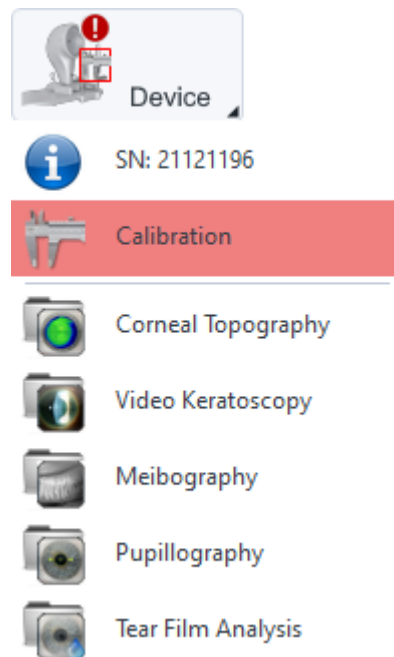 Device
SN: 21121196
Calibration
Corneal Topography
Video Keratoscopy
Meibography
Pupillography
Tear Film Analysis